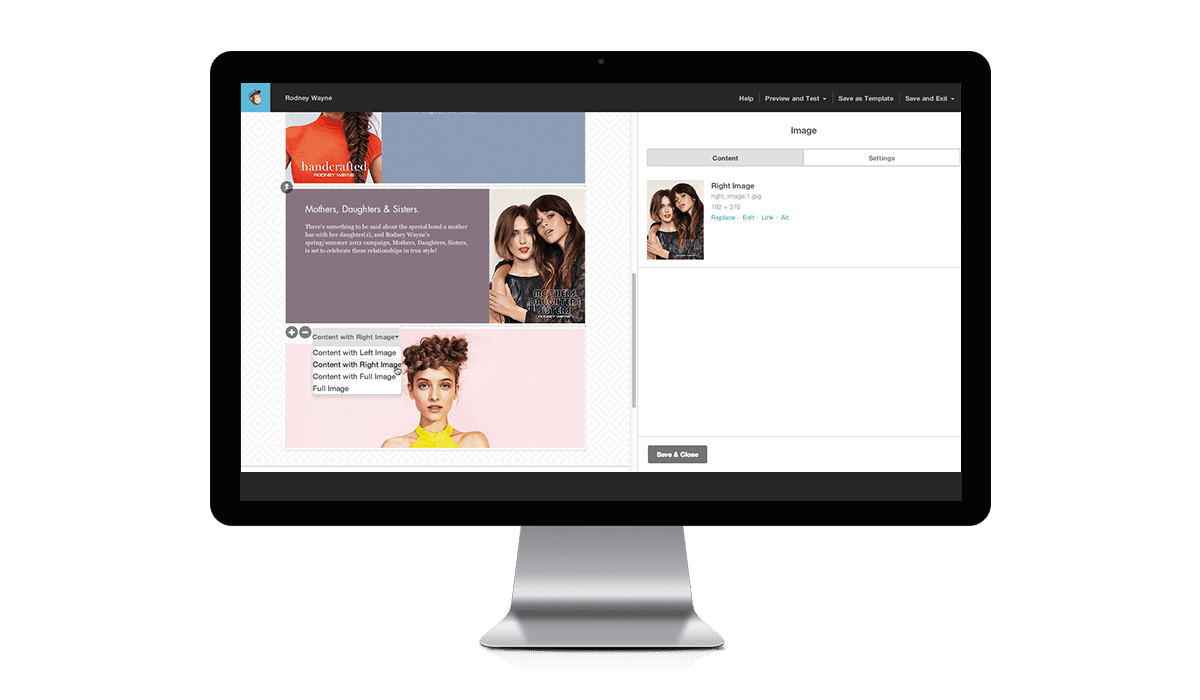 Rodney Wayne
Help
Preview and Test
Save as Template
Save and Exit
handcrafted.
RODNEY WAYNE
Mothers, Daughters & Sisters.
There's something to be said about the special bond a mother
has with her daughter(s), and Rodney Wayne's
spring/summer 2012 campaign, Mothers, Daughters, Sisters,
is set to celebrate these relationships in true style!
MOTHERS
DAUGHTERS
SISTERS
RODNEY WAYNE
Content with Right Image
Content with Left Image
Content with Right Image
Content with Full Image
Full Image
Image
Content
Settings
Right Image
right_image.1.jpg
192 × 270
Replace · Edit · Link · Alt
Save & Close